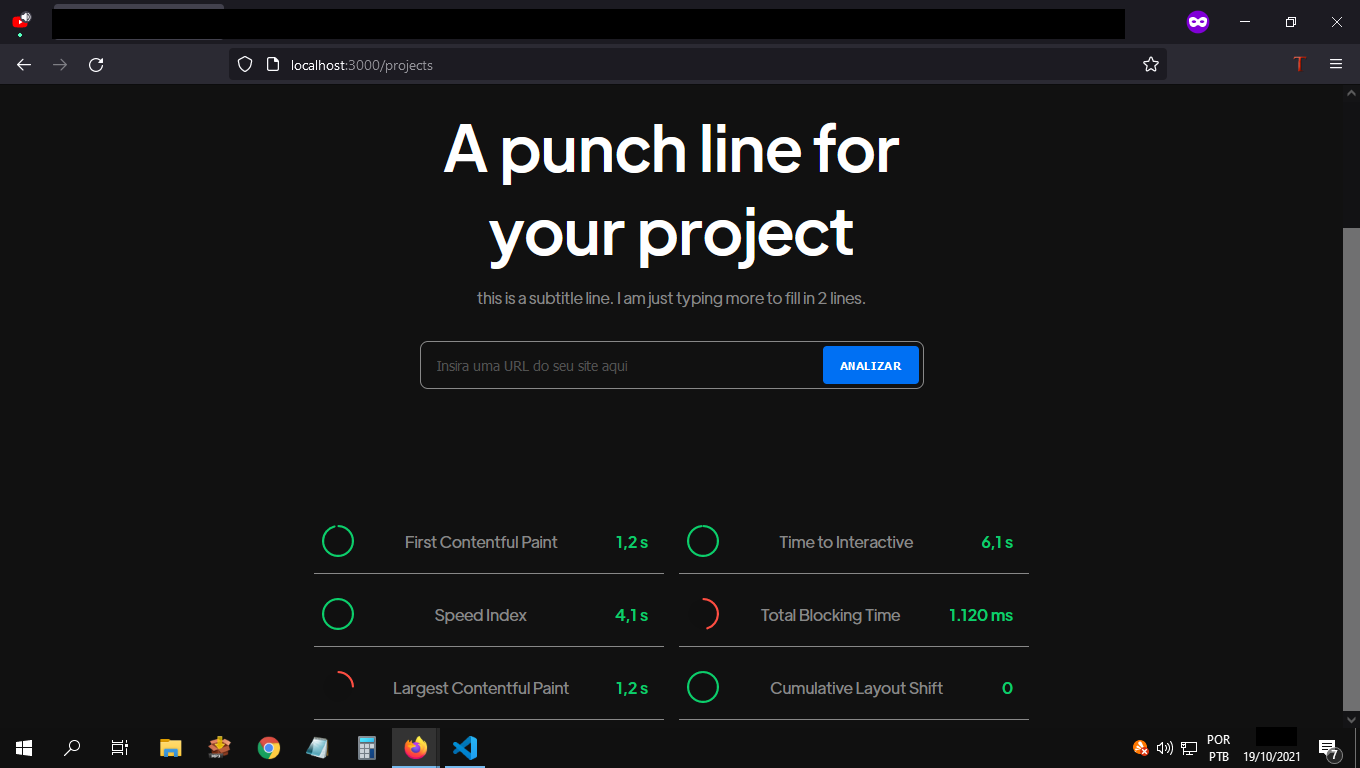 localhost:3000/projects
A punch line for
your project
this is a subtitle line. I am just typing more to fill in 2 lines.
Insira uma URL do seu site aqui
ANALIZAR
First Contentful Paint
1,2 s
Time to Interactive
6,1 s
Speed Index
4,1 s
Total Blocking Time
1.120 ms
Largest Contentful Paint
1,2 s
Cumulative Layout Shift
0
POR
PTB
19/10/2021
7